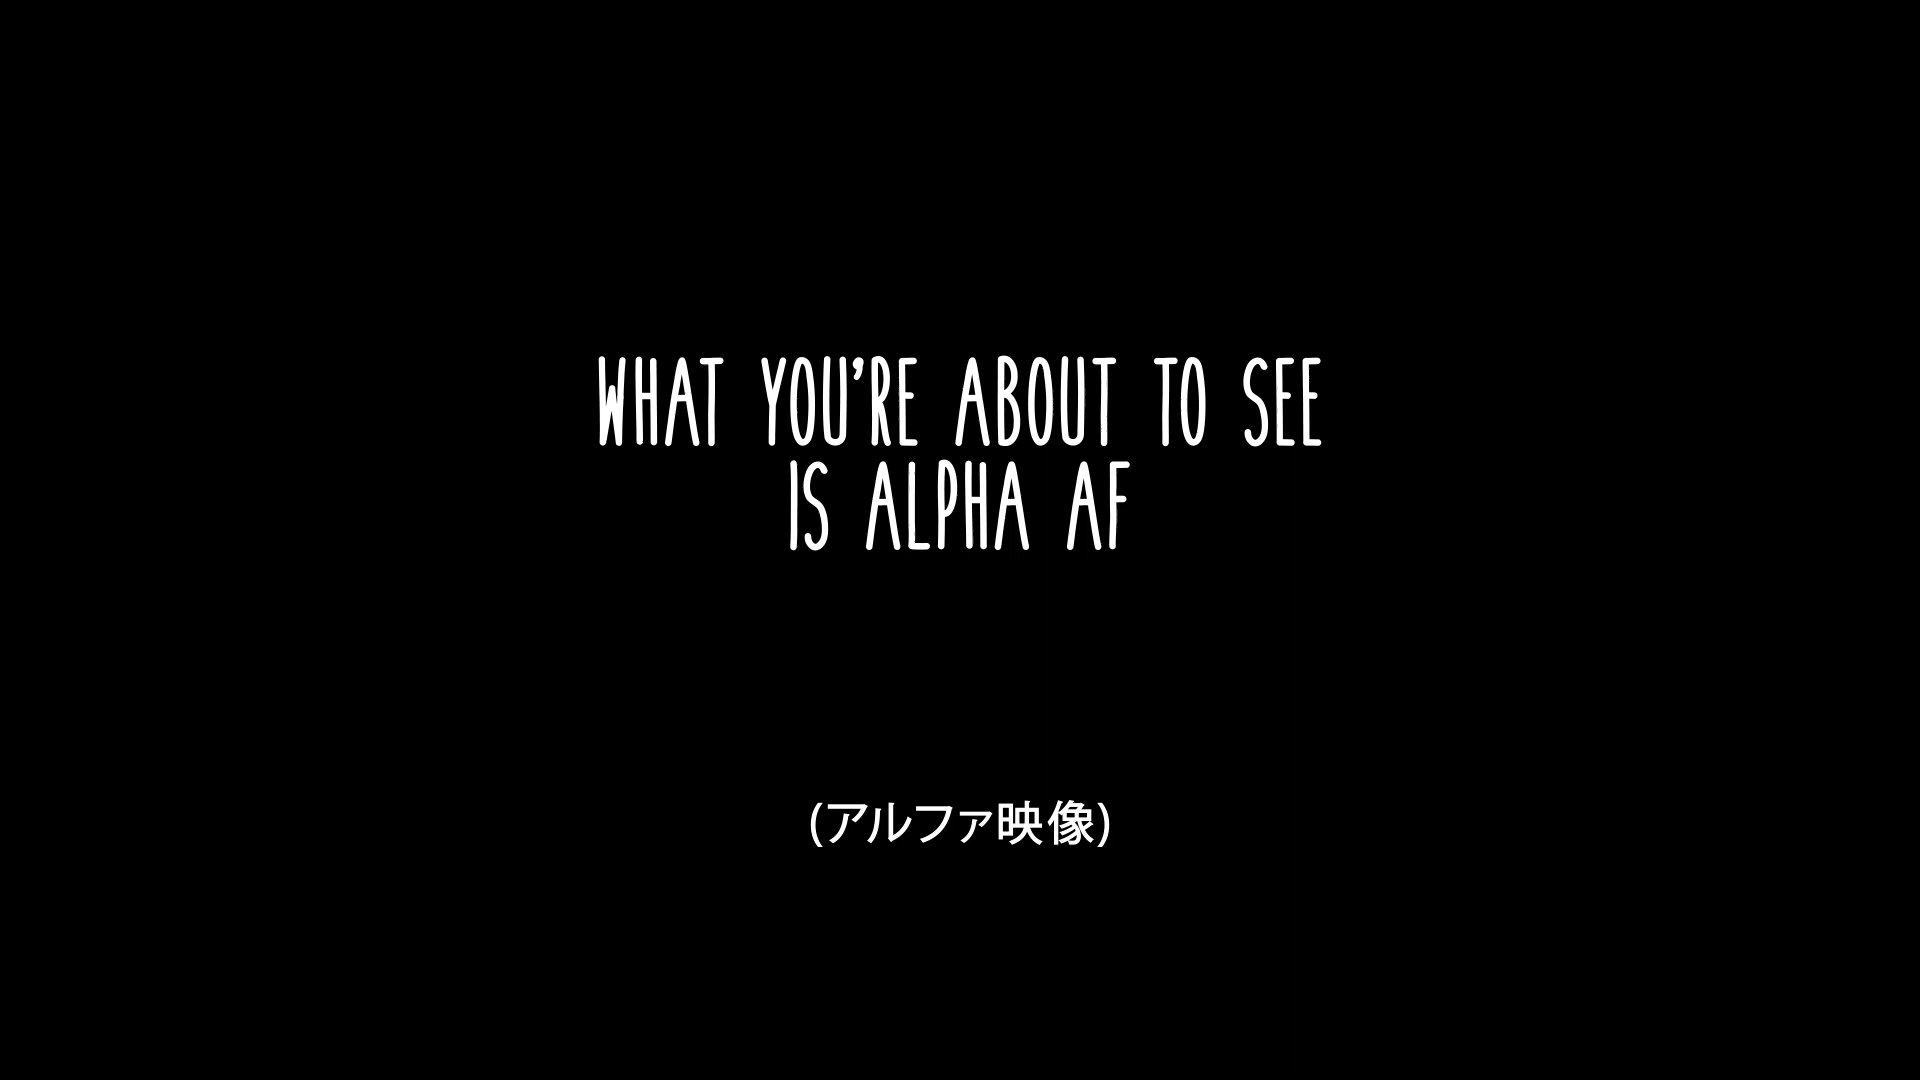 WHAT YOU'RE ABOUT TO SEE
IS ALPHA AF
(アルファ映像)